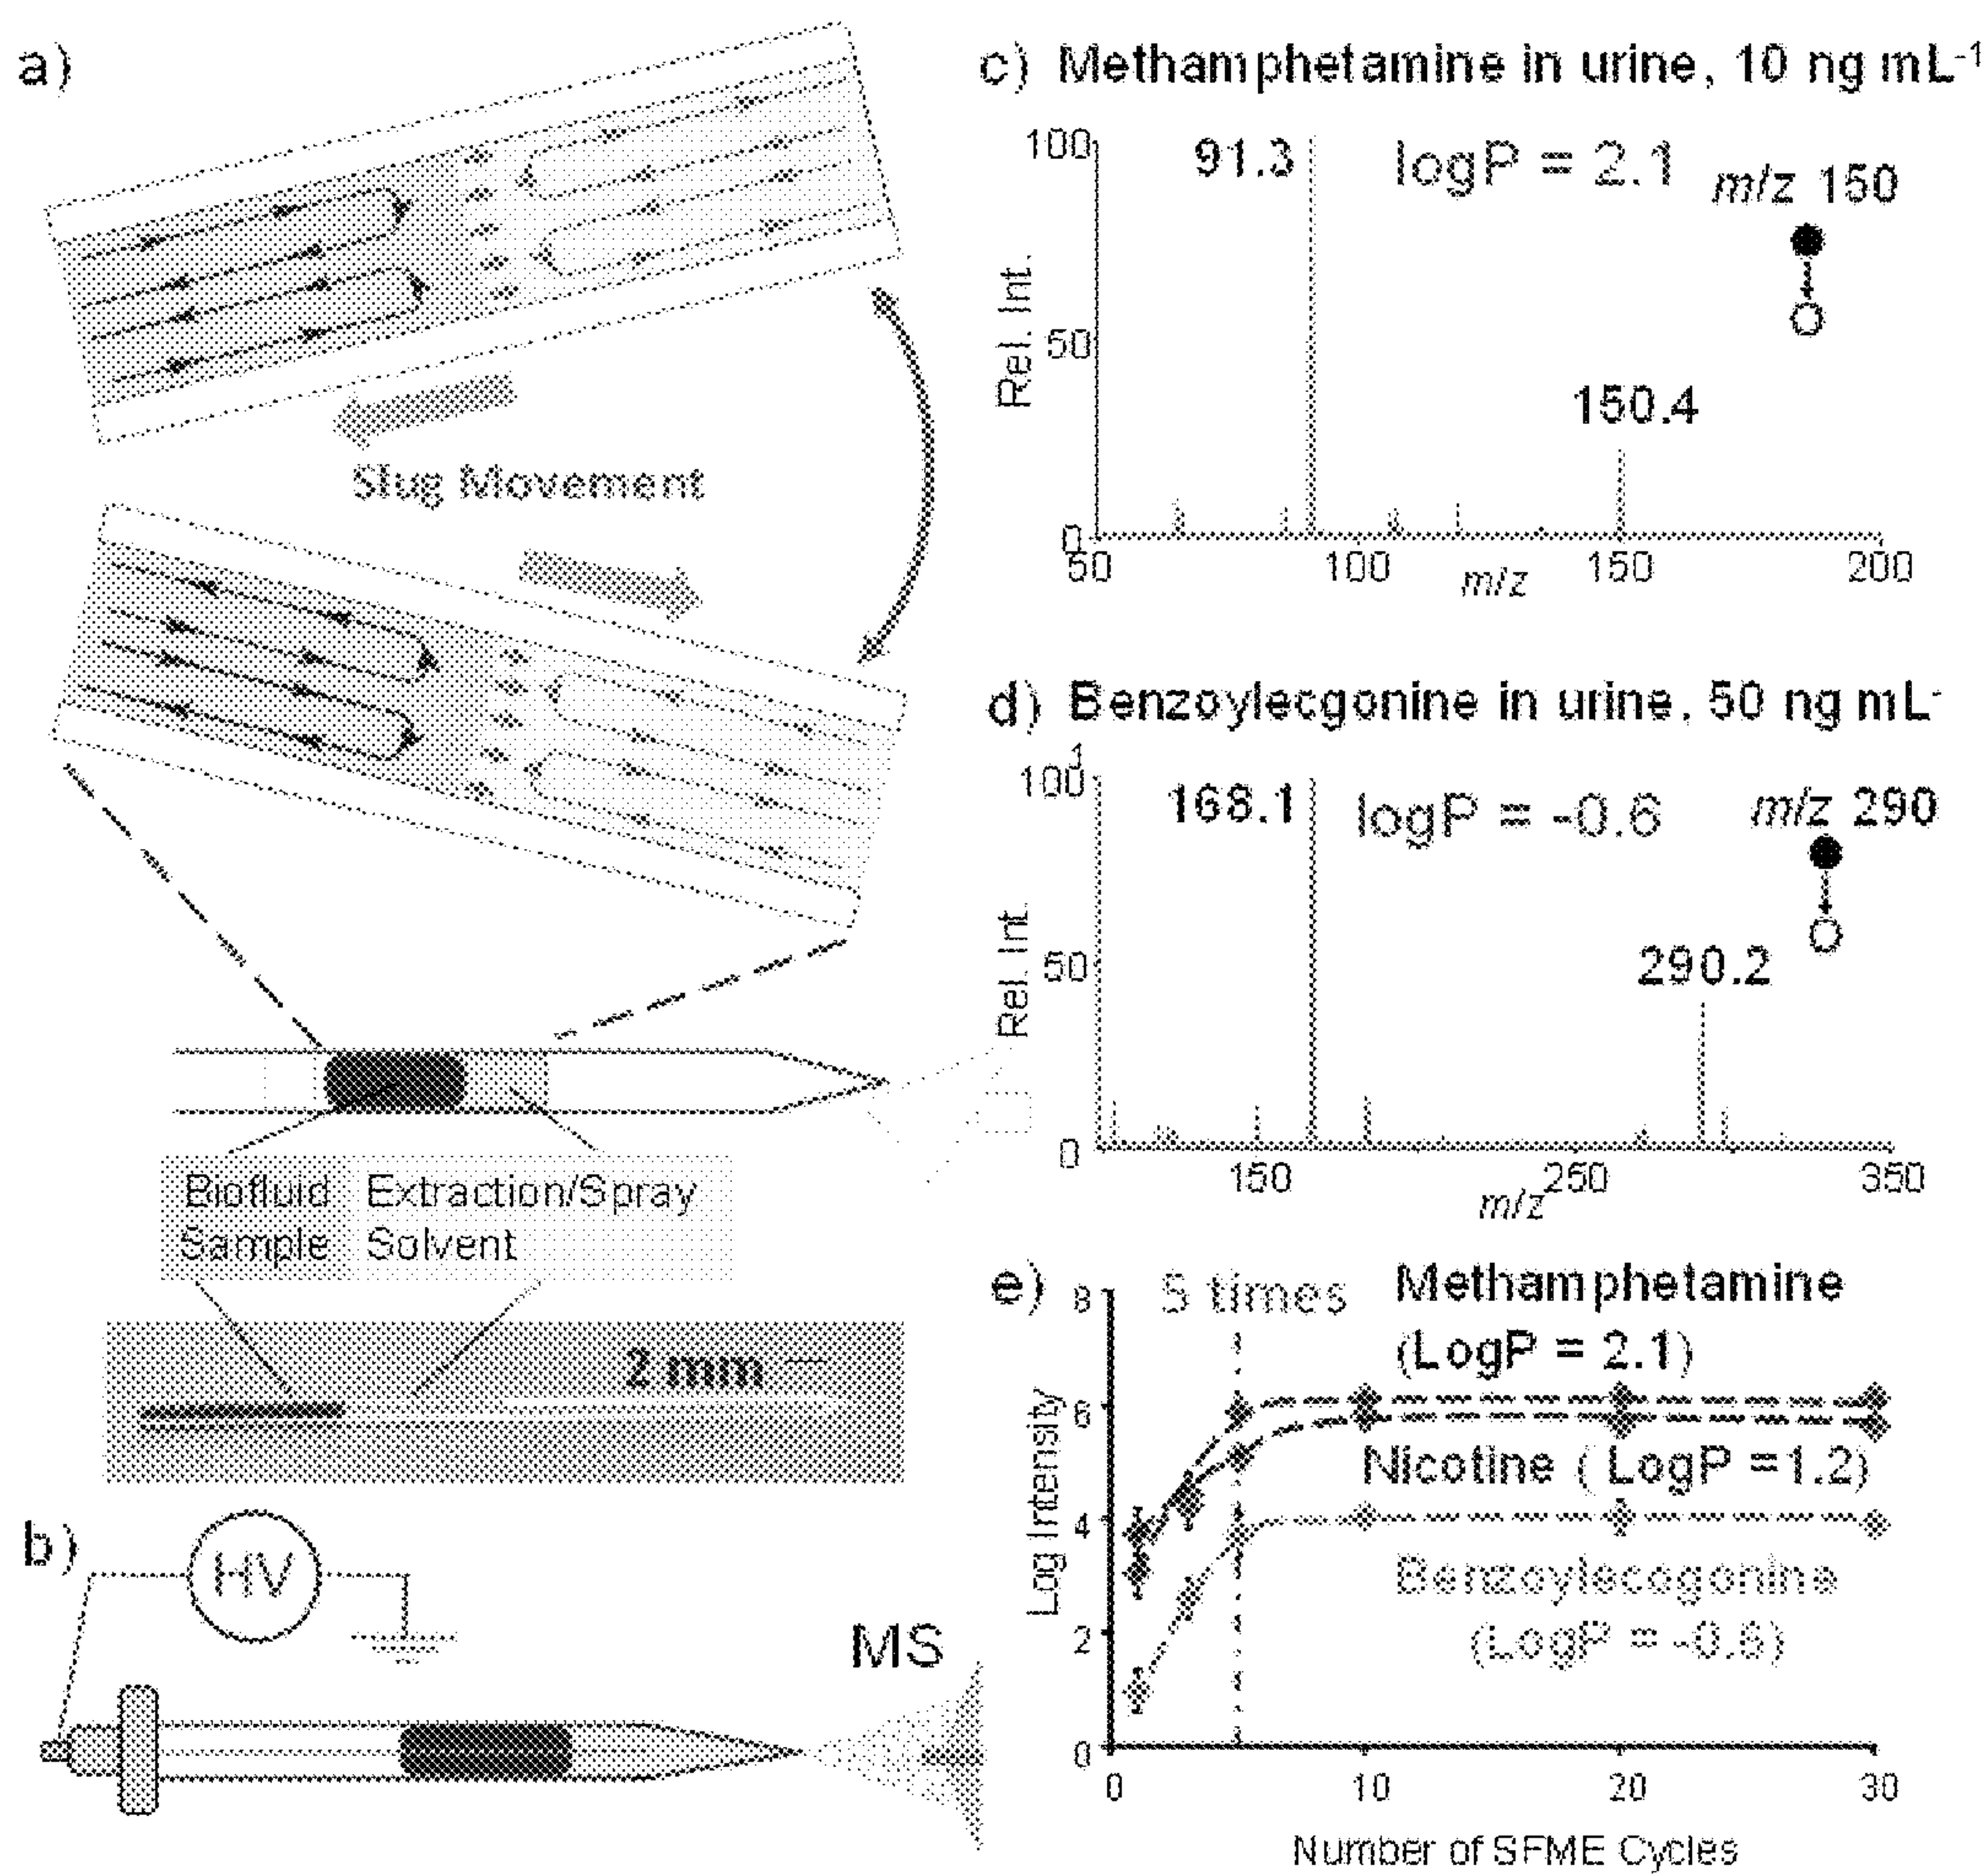 a)
Slug Movement
Biofluid Extraction/Spray
Sample Solvent
2 mm
b)
HV
MS
c) Methamphetamine in urine, 10 ng mL-1
100
91.3
logP = 2.1
m/z 150
Rel. Int.
50
150.4
0
50
100
m/z
150
200
d) Benzoylecgonine in urine, 50 ng mL-
1
100
168.1
logP = -0.6
m/z 290
Rel. Int.
50
290.2
0
150
m/z
250
350
e)
8
5 times
Methamphetamine
(LogP = 2.1)
6
Log Intensity
Nicotine ( LogP =1.2)
4
Benzoylecogonine
(LogP = -0.6)
2
0
0
10
20
30
Number of SFME Cycles